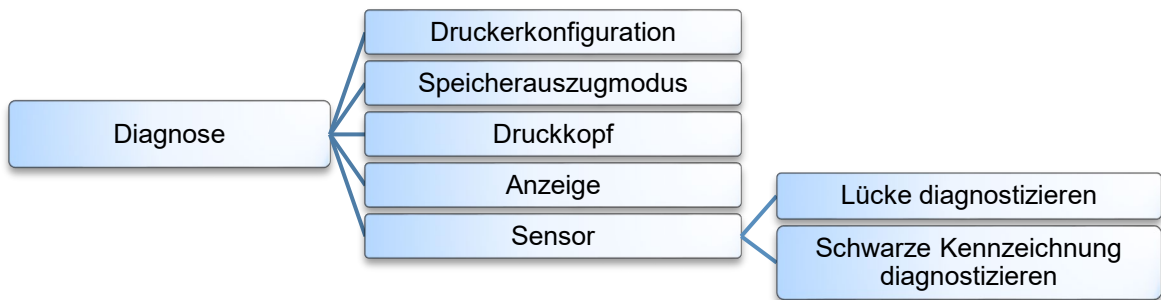 Diagnose
Druckerkonfiguration
Speicherauszugmodus
Druckkopf
Anzeige
Sensor
Lücke diagnostizieren
Schwarze Kennzeichnung
diagnostizieren